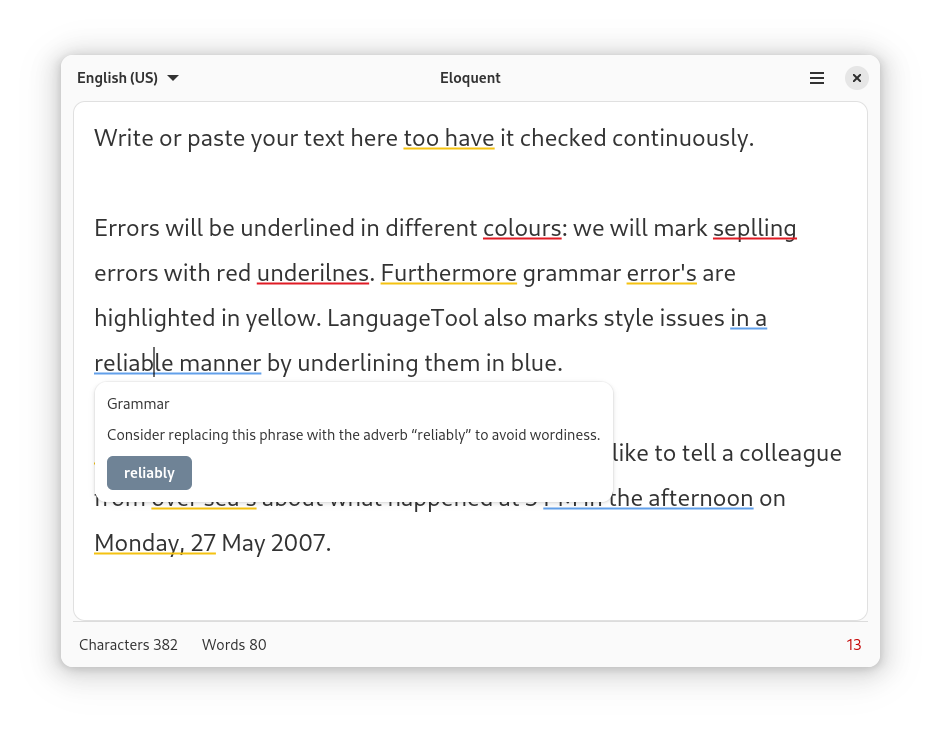 English (US)
Eloquent
Write or paste your text here too have it checked continuously.
Errors will be underlined in different colours: we will mark seplling
errors with red underilnes. Furthermore grammar error's are
highlighted in yellow. LanguageTool also marks style issues in a
reliable manner by underlining them in blue.
Grammar
Consider replacing this phrase with the adverb “reliably” to avoid wordiness.
reliably
like to tell a colleague
from over sea's about what happened at 5 PM in the afternoon on
Monday, 27 May 2007.
Characters 382
Words 80
13